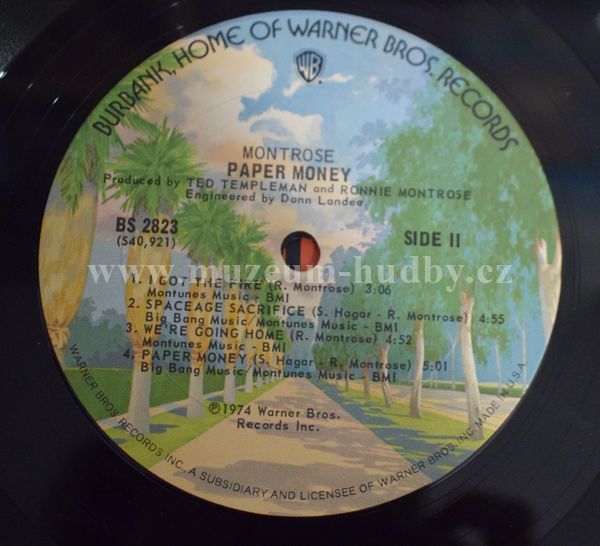 BURBANK, HOME OF WARNER BROS. RECORDS
WB
MONTROSE
PAPER MONEY
Produced by TED TEMPLEMAN and RONNIE MONTROSE
Engineered by Donn Landee
BS 2823
(S40,921)
SIDE II
www.muzeum-hudby.cz
1. I GOT THE FIRE (R. Montrose) 3:06
Montunes Music - BMI
2. SPACEAGE SACRIFICE (S. Hagar - R. Montrose) 4:55
Big Bang Music/Montunes Music - BMI
3. WE'RE GOING HOME (R. Montrose) 4:52
Montunes Music - BMI
4. PAPER MONEY (S. Hagar - R. Montrose) 5:01
Big Bang Music/Montunes Music - BMI
℗1974 Warner Bros.
Records Inc.
WARNER BROS. RECORDS INC., A SUBSIDIARY AND LICENSEE OF WARNER BROS. INC. MADE IN U.S.A.